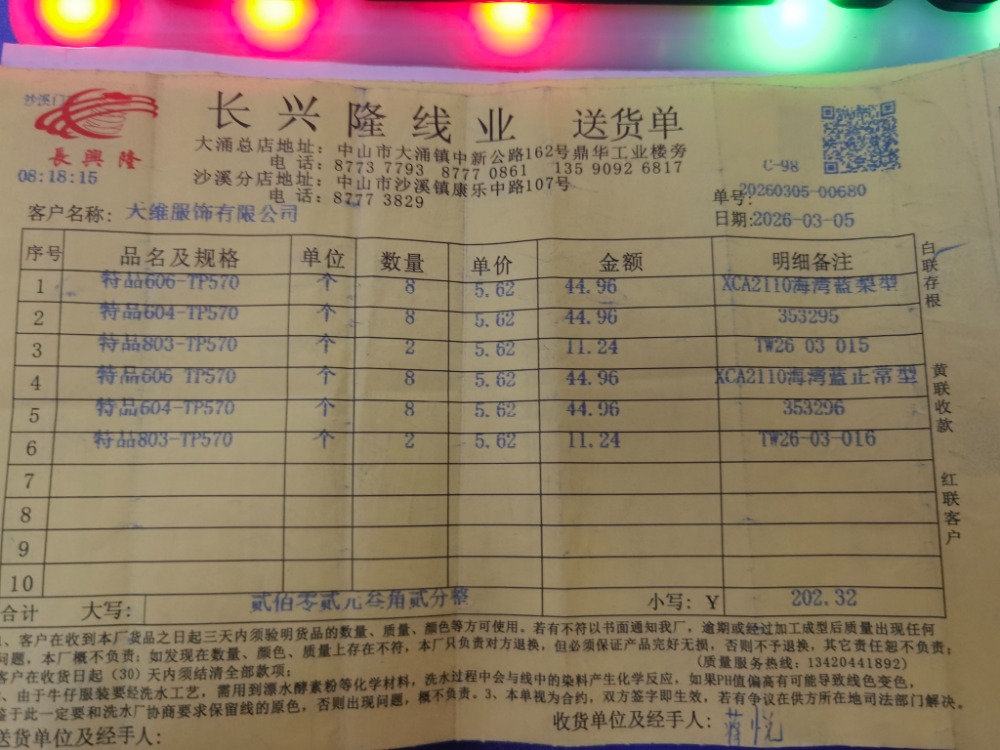 沙溪门
長興隆
08:18:15
长兴隆线业 送货单
大涌总店地址：中山市大涌镇中新公路162号鼎华工业楼旁
电话：8773 7793 8777 0861 135 9092 6817
沙溪分店地址：中山市沙溪镇康乐中路107号
电话：8777 3829
C-98
单号:20260305-00680
客户名称：大维服饰有限公司
日期:2026-03-05
序号 品名及规格 单位 数量 单价 金额 明细备注
1 特品606-TP570 个 8 5.62 44.96 XCA2110海湾蓝梨型
2 特品604-TP570 个 8 5.62 44.96 353295
3 特品803-TP570 个 2 5.62 11.24 TW26 03 015
4 特品606 TP570 个 8 5.62 44.96 XCA2110海湾蓝正常型
5 特品604-TP570 个 8 5.62 44.96 353296
6 特品803-TP570 个 2 5.62 11.24 TW26-03-016
7
8
9
10
合计 大写： 贰佰零贰元叁角贰分整 小写：Y 202.32
白联存根
黄联收款
红联客户
、客户在收到本厂货品之日起三天内须验明货品的数量、质量、颜色等方可使用。若有不符以书面通知我厂，逾期或经过加工成型后质量出现任何
问题，本厂概不负责；如发现在数量、颜色、质量上存在不符，本厂只负责对方退换，但必须保证产品完好无损，否则不予退换，其它责任恕不负责；
客户在收货日起（30）天内须结清全部款项； （质量服务热线：13420441892）
、由于牛仔服装要经洗水工艺，需用到漂水酵素粉等化学材料，洗水过程中会与线中的染料产生化学反应，如果PH值偏高有可能导致线色变色，
鉴于此一定要和洗水厂协商要求保留线的原色，否则出现问题，概不负责。3、本单视为合约，双方签字即生效，若有争议在供方所在地司法部门解决。
送货单位及经手人： 收货单位及经手人：